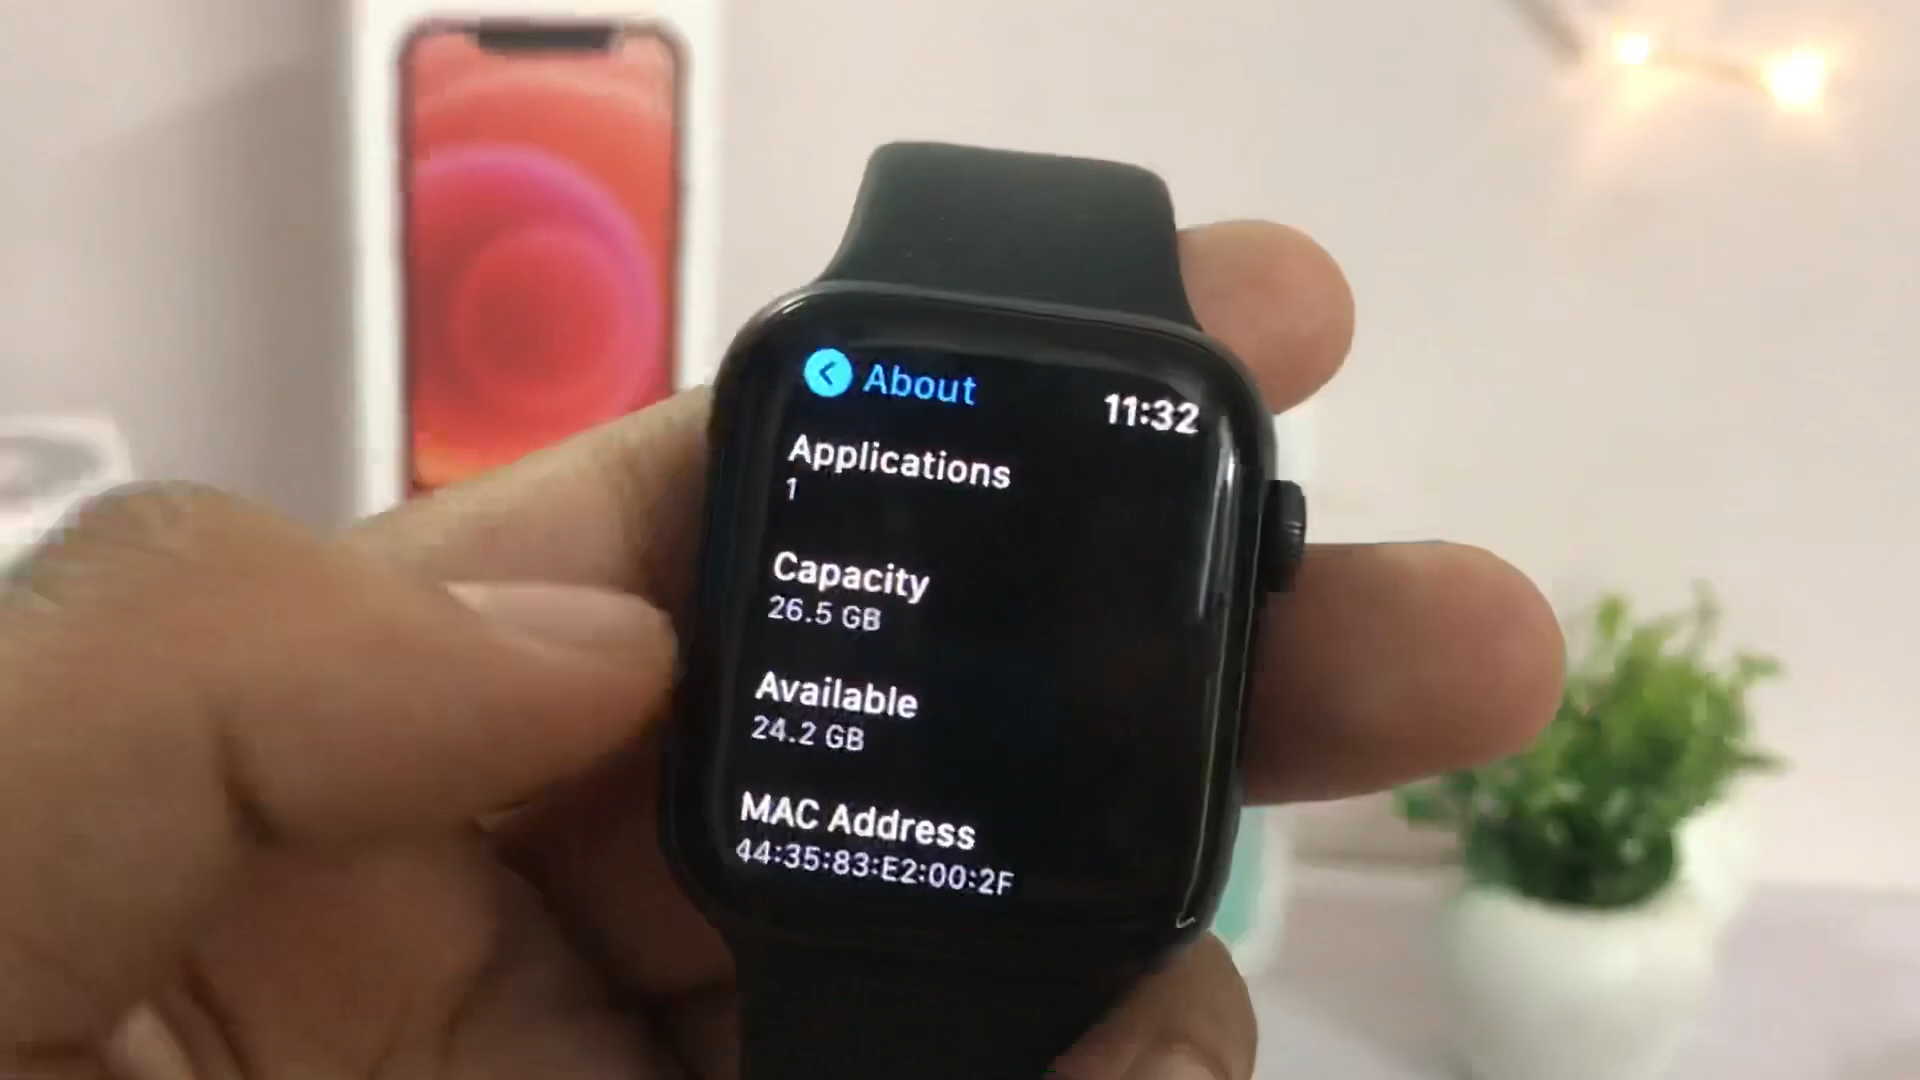 About
11:32
Applications
1
Capacity
26.5 GB
Available
24.2 GB
MAC Address
44:35:83:E2:00:2F